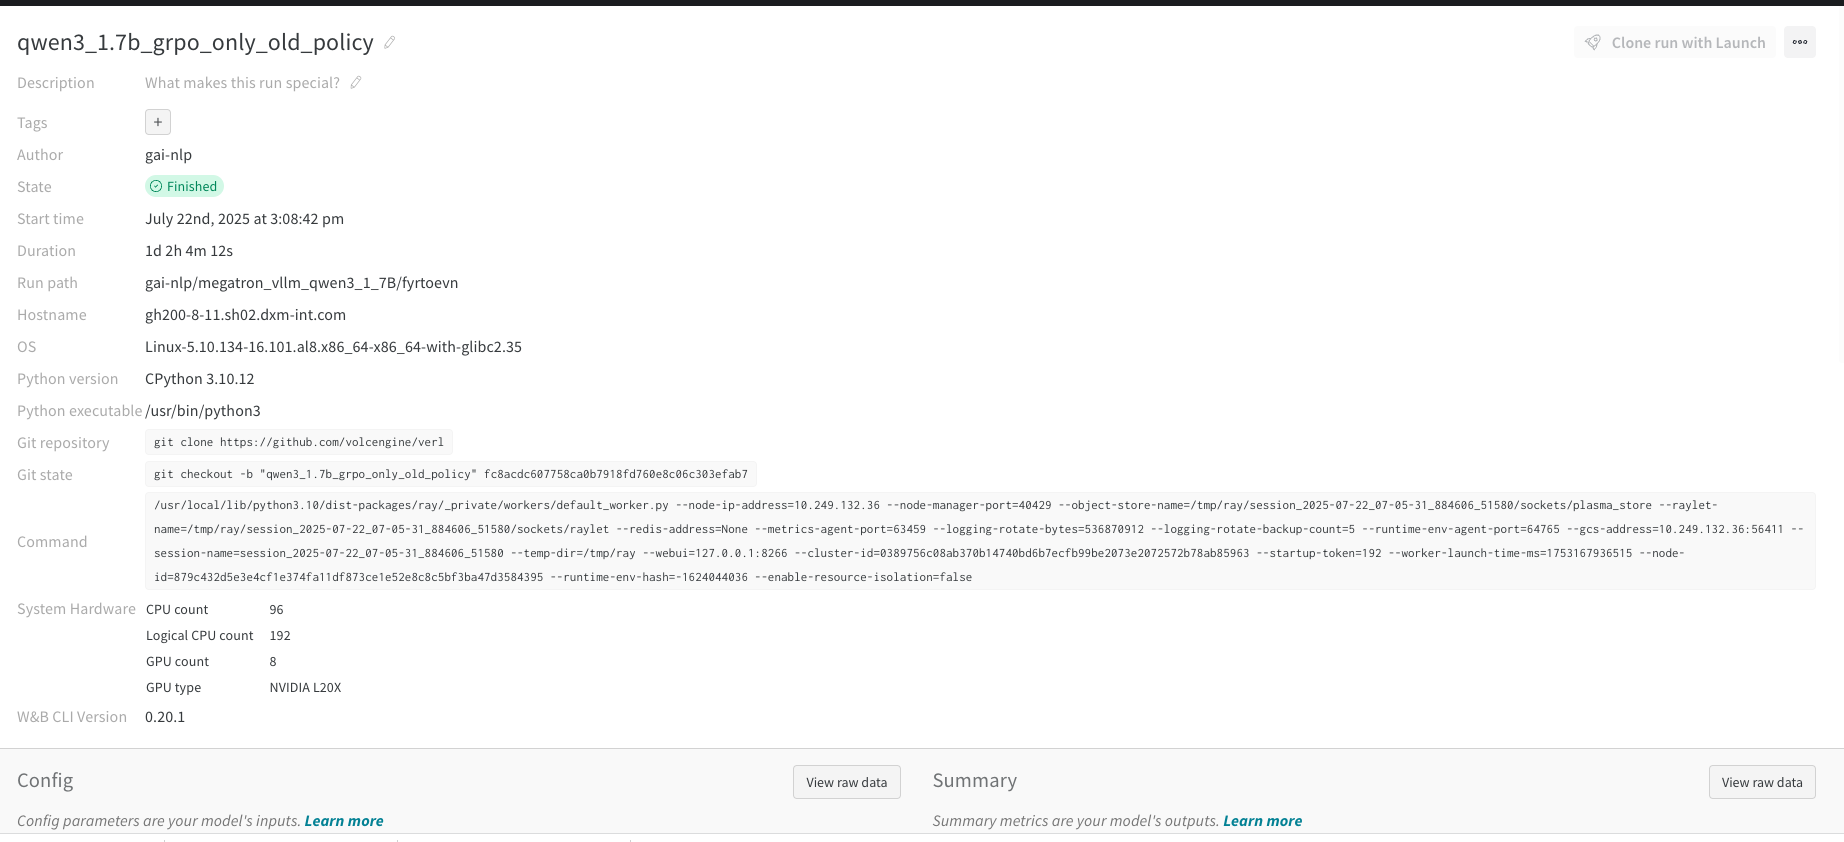 qwen3_1.7b_grpo_only_old_policy
Clone run with Launch
Description What makes this run special?
Tags +
Author gai-nlp
State Finished
Start time July 22nd, 2025 at 3:08:42 pm
Duration 1d 2h 4m 12s
Run path gai-nlp/megatron_vllm_qwen3_1_7B/fyrtoevn
Hostname gh200-8-11.sh02.dxm-int.com
OS Linux-5.10.134-16.101.al8.x86_64-x86_64-with-glibc2.35
Python version CPython 3.10.12
Python executable /usr/bin/python3
Git repository git clone https://github.com/volcengine/verl
Git state git checkout -b "qwen3_1.7b_grpo_only_old_policy" fc8acdc607758ca0b7918fd760e8c06c303efab7
Command
/usr/local/lib/python3.10/dist-packages/ray/_private/workers/default_worker.py --node-ip-address=10.249.132.36 --node-manager-port=40429 --object-store-name=/tmp/ray/session_2025-07-22_07-05-31_884606_51580/sockets/plasma_store --raylet-
name=/tmp/ray/session_2025-07-22_07-05-31_884606_51580/sockets/raylet --redis-address=None --metrics-agent-port=63459 --logging-rotate-bytes=536870912 --logging-rotate-backup-count=5 --runtime-env-agent-port=64765 --gcs-address=10.249.132.36:56411 --
session-name=session_2025-07-22_07-05-31_884606_51580 --temp-dir=/tmp/ray --webui=127.0.0.1:8266 --cluster-id=0389756c08ab370b14740bd6b7ecfb99be2073e2072572b78ab85963 --startup-token=192 --worker-launch-time-ms=1753167936515 --node-
id=879c432d5e3e4cf1e374fa11df873ce1e52e8c8c5bf3ba47d3584395 --runtime-env-hash=-1624044036 --enable-resource-isolation=false
System Hardware CPU count 96
Logical CPU count 192
GPU count 8
GPU type NVIDIA L20X
W&B CLI Version 0.20.1
Config View raw data
Config parameters are your model's inputs. Learn more
Summary View raw data
Summary metrics are your model's outputs. Learn more